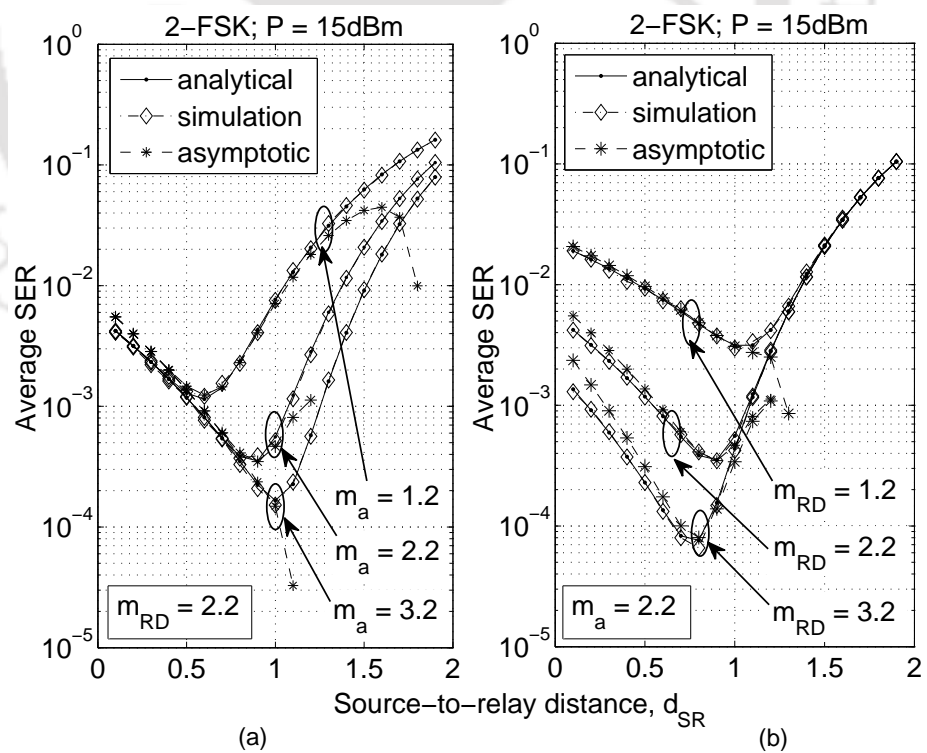 2−FSK; P = 15dBm
analytical
simulation
asymptotic
Average SER
10^0
10^−1
10^−2
10^−3
10^−4
10^−5
m_a = 1.2
m_a = 2.2
m_a = 3.2
m_RD = 2.2
0 0.5 1 1.5 2
(a)
2−FSK; P = 15dBm
analytical
simulation
asymptotic
Average SER
10^0
10^−1
10^−2
10^−3
10^−4
10^−5
m_RD = 1.2
m_RD = 2.2
m_RD = 3.2
m_a = 2.2
0 0.5 1 1.5 2
Source−to−relay distance, d_SR
(b)